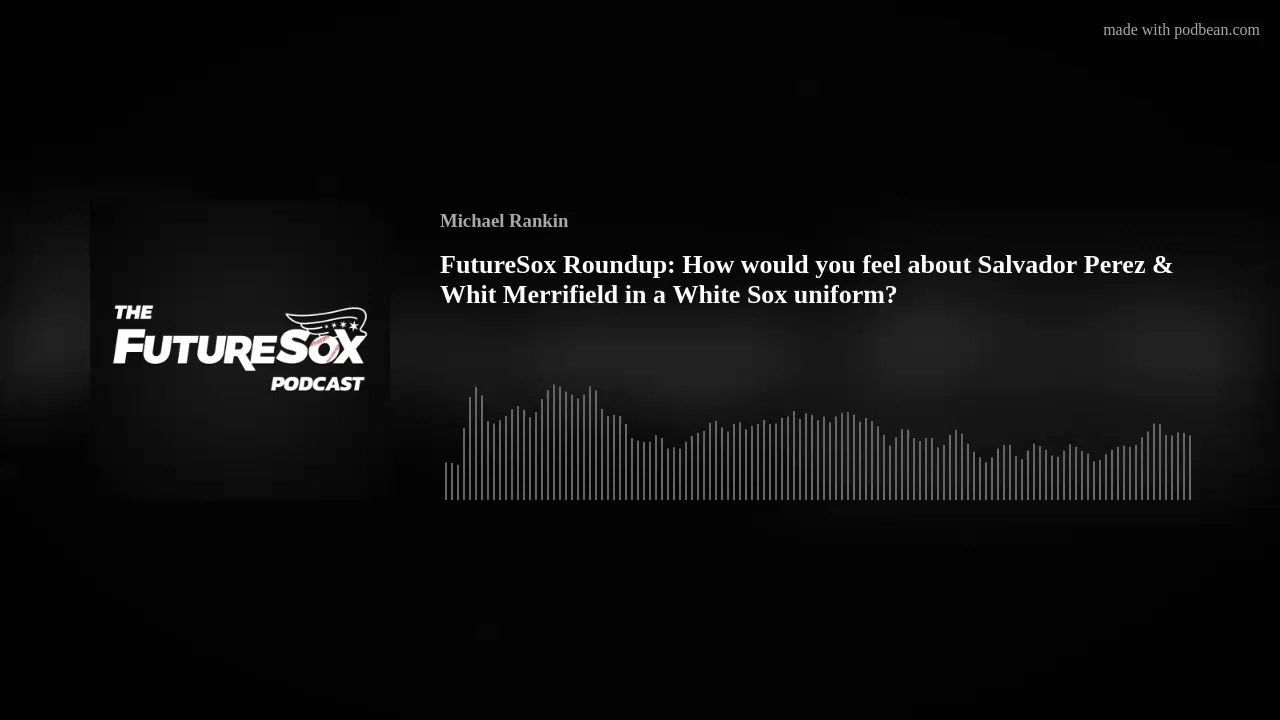 made with podbean.com
Michael Rankin
FutureSox Roundup: How would you feel about Salvador Perez &
Whit Merrifield in a White Sox uniform?
THE
FUTURESOX
PODCAST